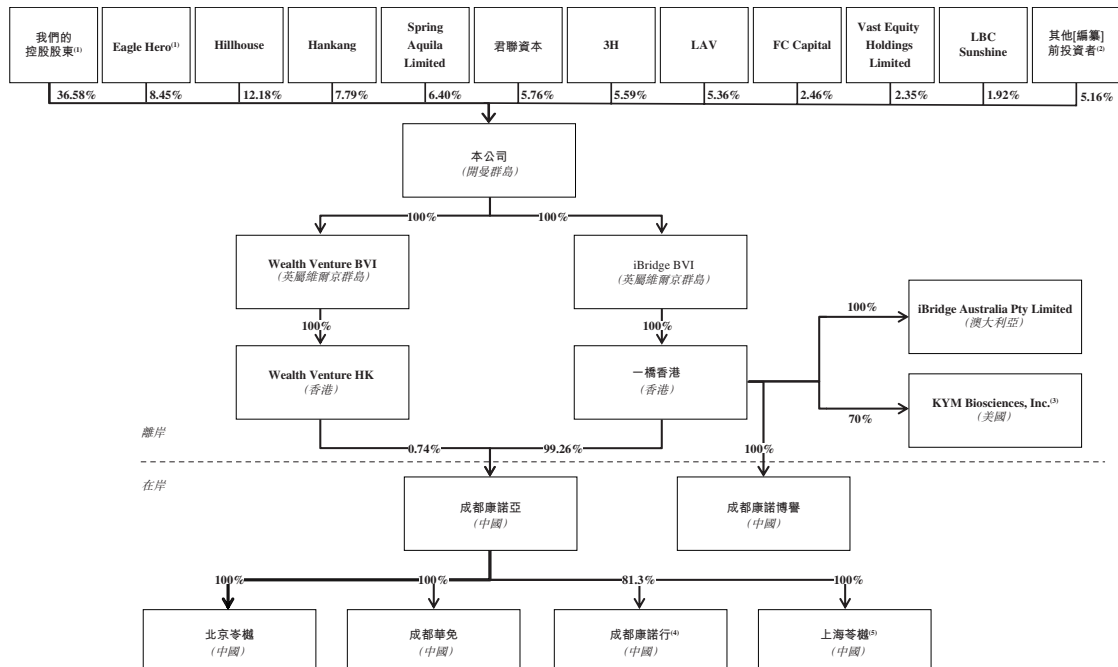 我們的
控股股東(1)
Eagle Hero(1)
Hillhouse
Hankang
Spring
Aquila
Limited
君聯資本
3H
LAV
FC Capital
Vast Equity
Holdings
Limited
LBC
Sunshine
其他[編纂]
前投資者(2)
36.58%
8.45%
12.18%
7.79%
6.40%
5.76%
5.59%
5.36%
2.46%
2.35%
1.92%
5.16%
本公司
(開曼群島)
100%
100%
Wealth Venture BVI
(英屬維爾京群島)
iBridge BVI
(英屬維爾京群島)
100%
100%
100%
iBridge Australia Pty Limited
(澳大利亞)
Wealth Venture HK
(香港)
一橋香港
(香港)
70%
KYM Biosciences, Inc.(3)
(美國)
離岸
0.74%
99.26%
100%
在岸
成都康諾亞
(中國)
成都康諾博譽
(中國)
100%
100%
81.3%
100%
北京岺樾
(中國)
成都華免
(中國)
成都康諾行(4)
(中國)
上海苓樾(5)
(中國)